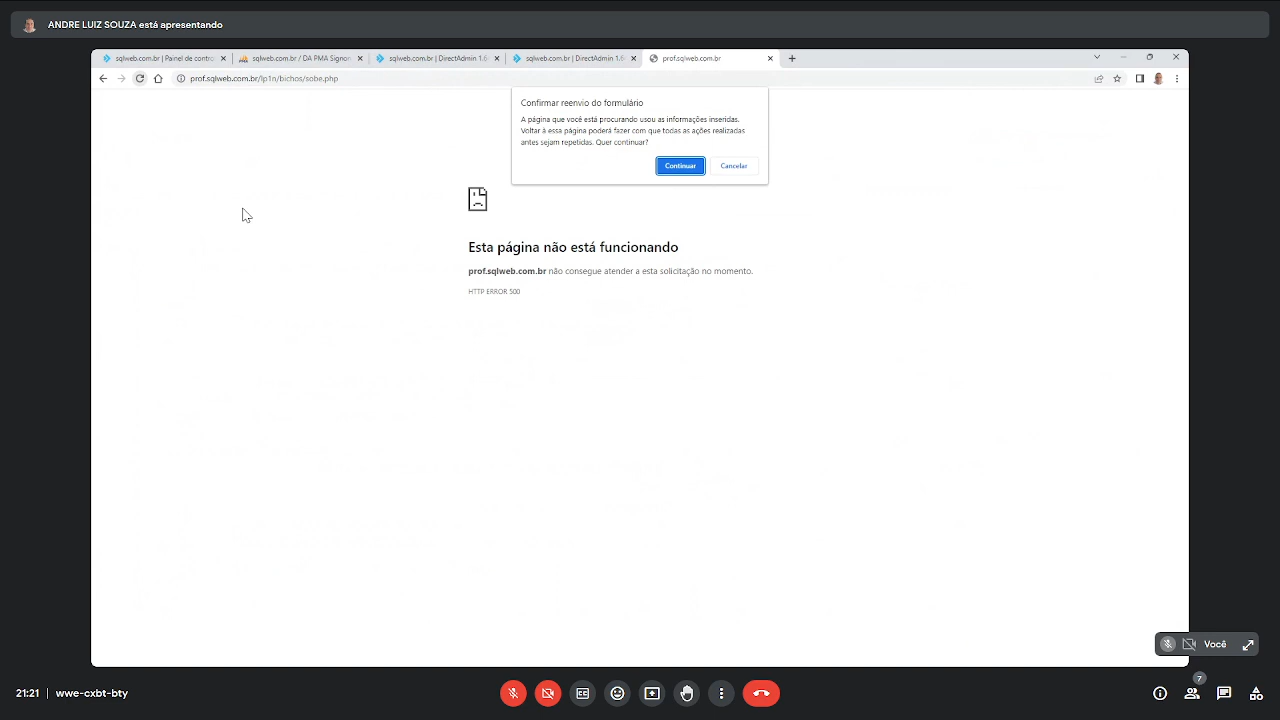 ANDRE LUIZ SOUZA está apresentando
sqlweb.com.br | Painel de contro
sqlweb.com.br / DA PMA Signon
sqlweb.com.br | DirectAdmin 1.6
sqlweb.com.br | DirectAdmin 1.6
prof.sqlweb.com.br
prof.sqlweb.com.br/lp1n/bichos/sobe.php
Confirmar reenvio do formulário
A página que você está procurando usou as informações inseridas.
Voltar à essa página poderá fazer com que todas as ações realizadas
antes sejam repetidas. Quer continuar?
Continuar
Cancelar
Esta página não está funcionando
prof.sqlweb.com.br não consegue atender a esta solicitação no momento.
HTTP ERROR 500
Você
7
21:21 | wwe-cxbt-bty